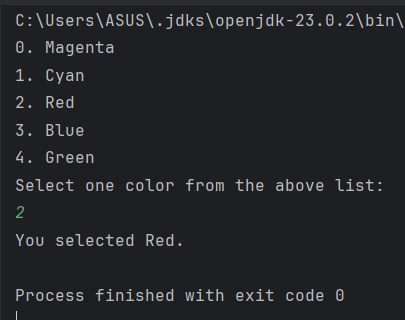 C:\Users\ASUS\.jdks\openjdk-23.0.2\bin\
0. Magenta
1. Cyan
2. Red
3. Blue
4. Green
Select one color from the above list:
2
You selected Red.
Process finished with exit code 0